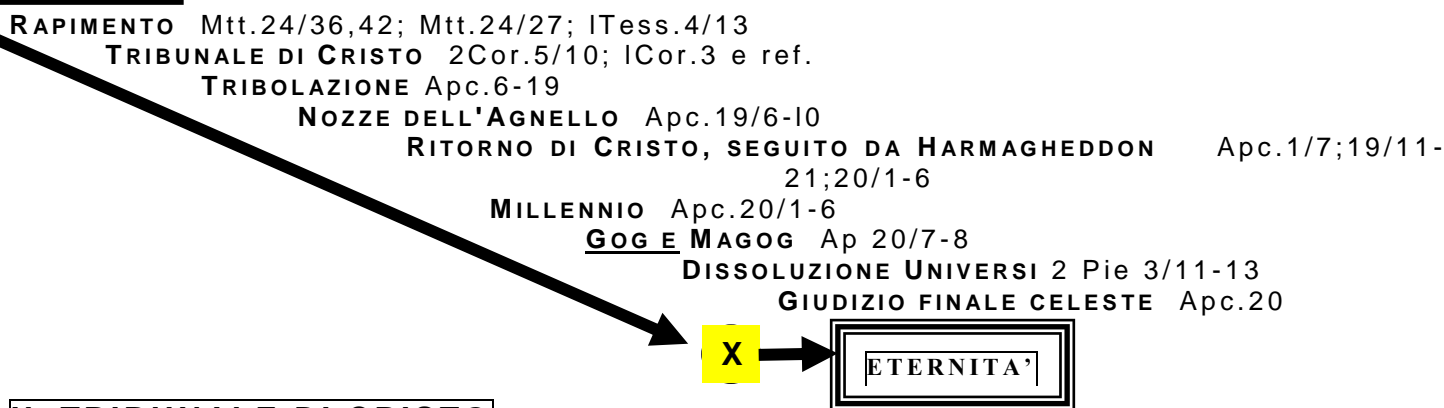 RAPIMENTO Mtt.24/36,42; Mtt.24/27; lTess.4/13
TRIBUNALE DI CRISTO 2Cor.5/10; lCor.3 e ref.
TRIBOLAZIONE Apc.6-19
NOZZE DELL'AGNELLO Apc.19/6-l0
RITORNO DI CRISTO, SEGUITO DA HARMAGHEDDON Apc.1/7;19/11-
21;20/1-6
MILLENNIO Apc.20/1-6
GOG E MAGOG Ap 20/7-8
DISSOLUZIONE UNIVERSI 2 Pie 3/11-13
GIUDIZIO FINALE CELESTE Apc.20
X
ETERNITA’